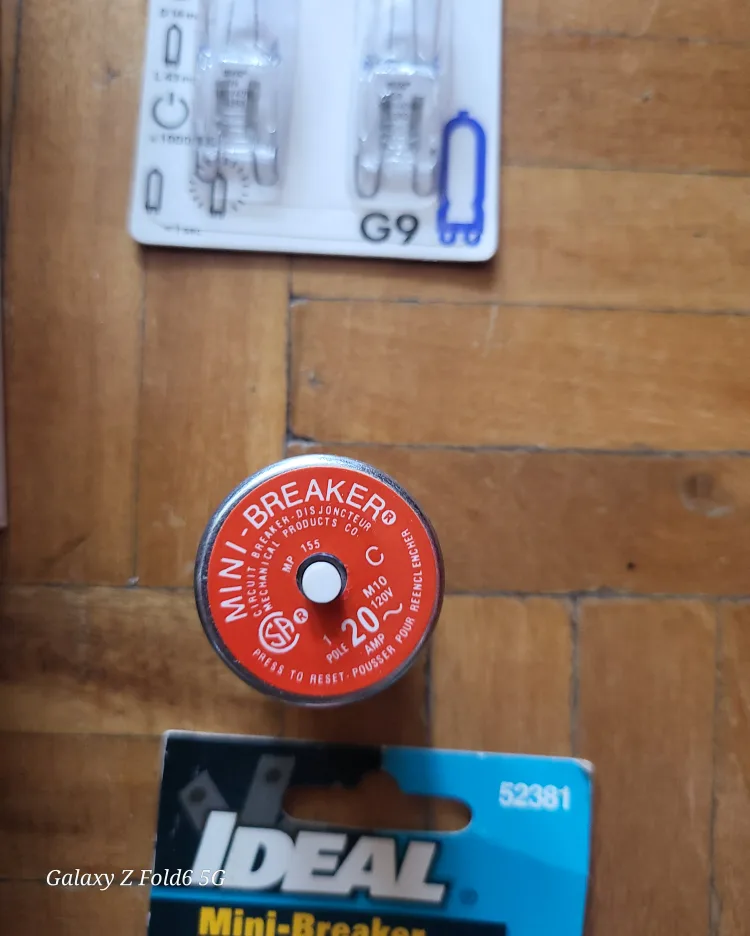 G9
MINI-BREAKER®
CIRCUIT BREAKER-DISJONCTEUR
MECHANICAL PRODUCTS CO.
MP 155
C
M10
120V
1
POLE
20
AMP
PRESS TO RESET-POUSSER POUR REENCLENCHER
52381
IDEAL®
Mini-Breaker
Galaxy Z Fold6 5G